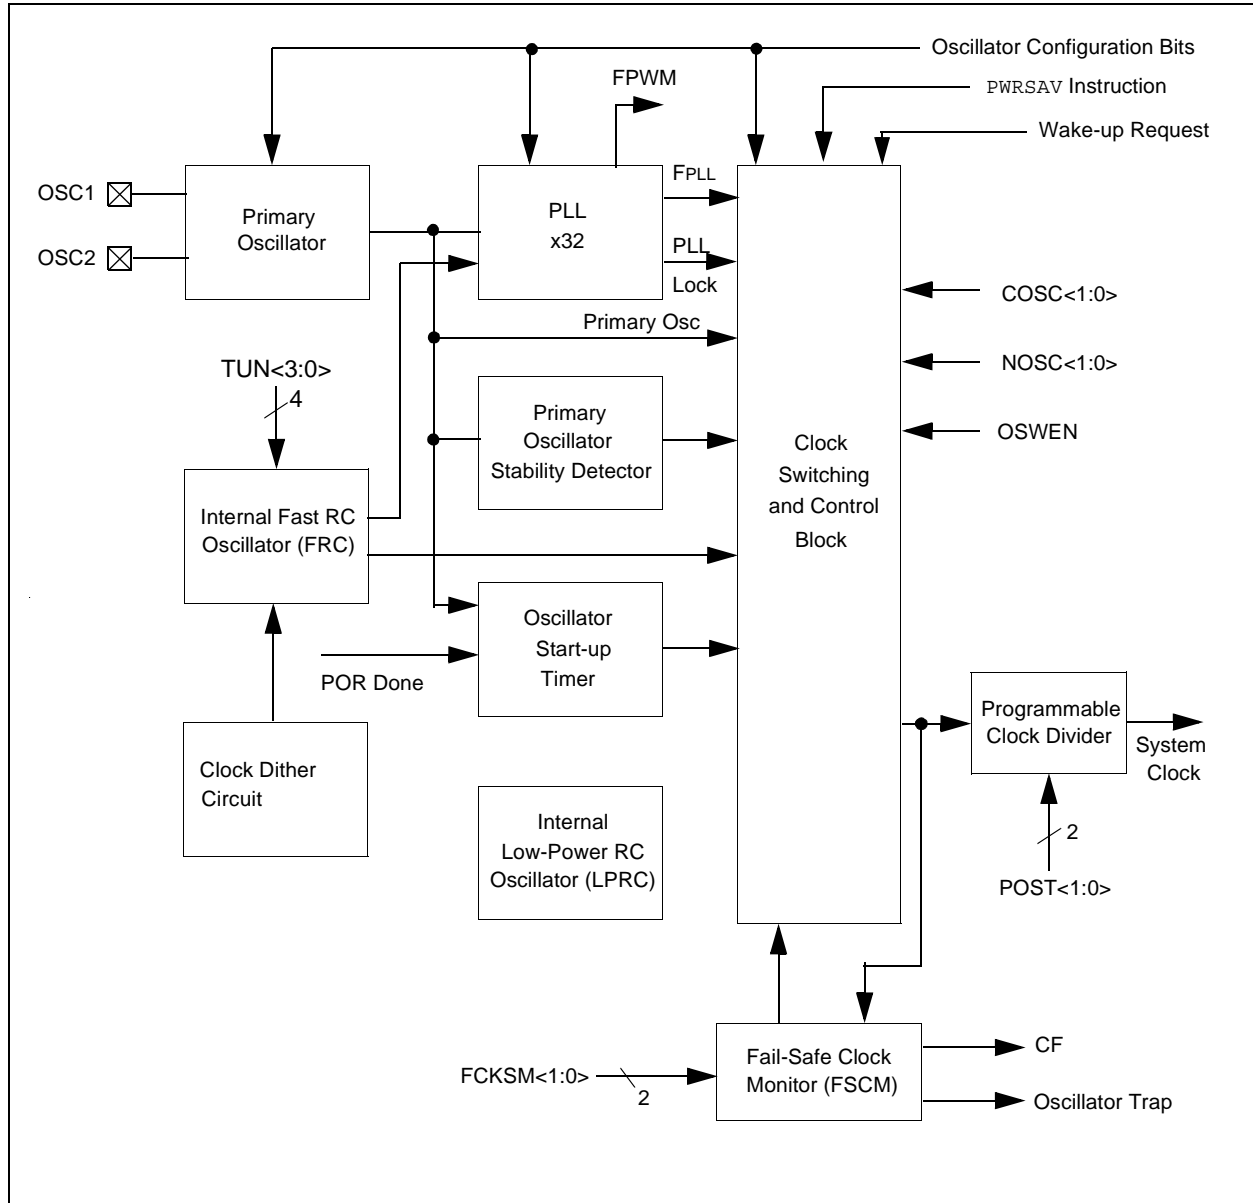 Oscillator Configuration Bits
FPWM
PWRSAV Instruction
Wake-up Request
OSC1
OSC2
Primary
Oscillator
PLL
x32
FPLL
PLL
Lock
COSC<1:0>
Primary Osc
NOSC<1:0>
TUN<3:0>
4
Primary
Oscillator
Stability Detector
OSWEN
Clock
Switching
and Control
Block
Internal Fast RC
Oscillator (FRC)
Oscillator
Start-up
Timer
POR Done
Programmable
Clock Divider
System
Clock
Clock Dither
Circuit
Internal
Low-Power RC
Oscillator (LPRC)
2
POST<1:0>
FCKSM<1:0>
2
Fail-Safe Clock
Monitor (FSCM)
CF
Oscillator Trap